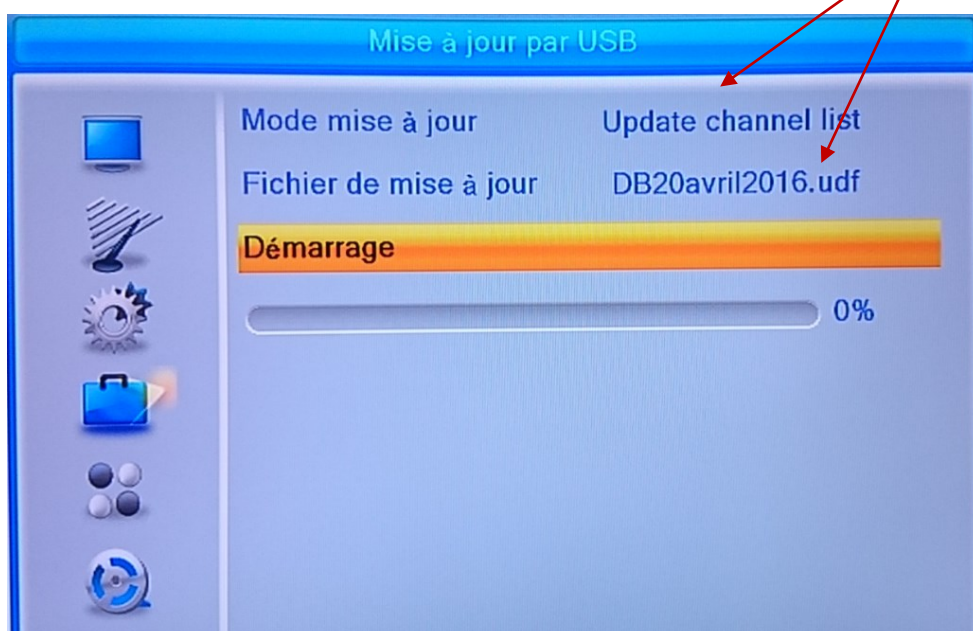 Mise à jour par USB
Mode mise à jour Update channel list
Fichier de mise à jour DB20avril2016.udf
Démarrage
0%